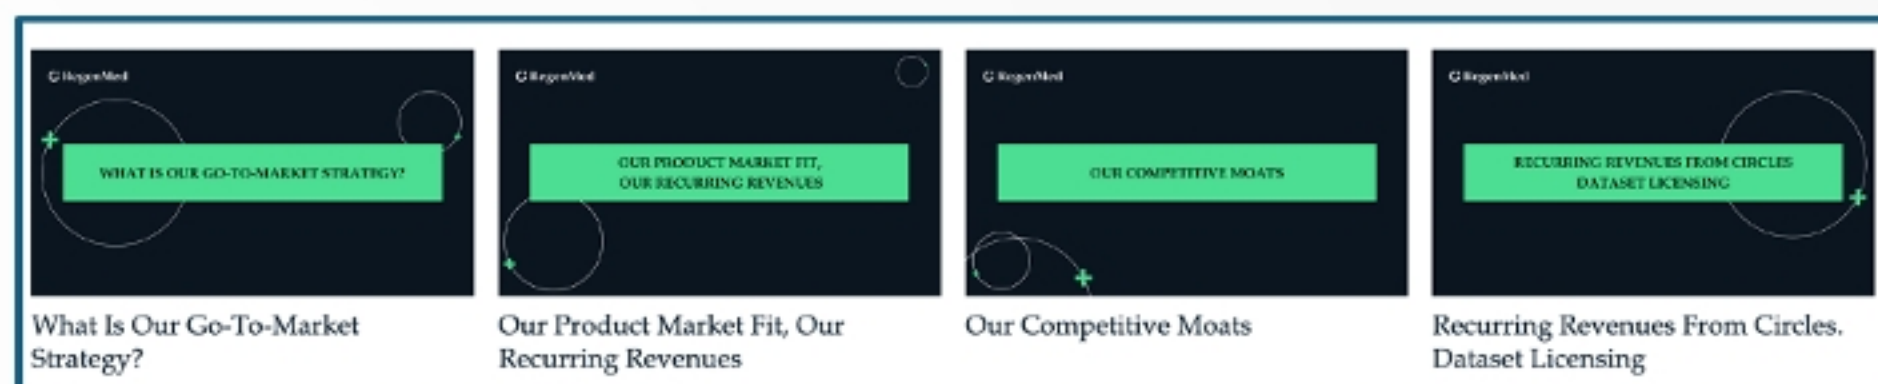 RegenMed
WHAT IS OUR GO-TO-MARKET STRATEGY?
What Is Our Go-To-Market
Strategy?
RegenMed
OUR PRODUCT MARKET FIT,
OUR RECURRING REVENUES
Our Product Market Fit, Our
Recurring Revenues
RegenMed
OUR COMPETITIVE MOATS
Our Competitive Moats
RegenMed
RECURRING REVENUES FROM CIRCLES
DATASET LICENSING
Recurring Revenues From Circles.
Dataset Licensing